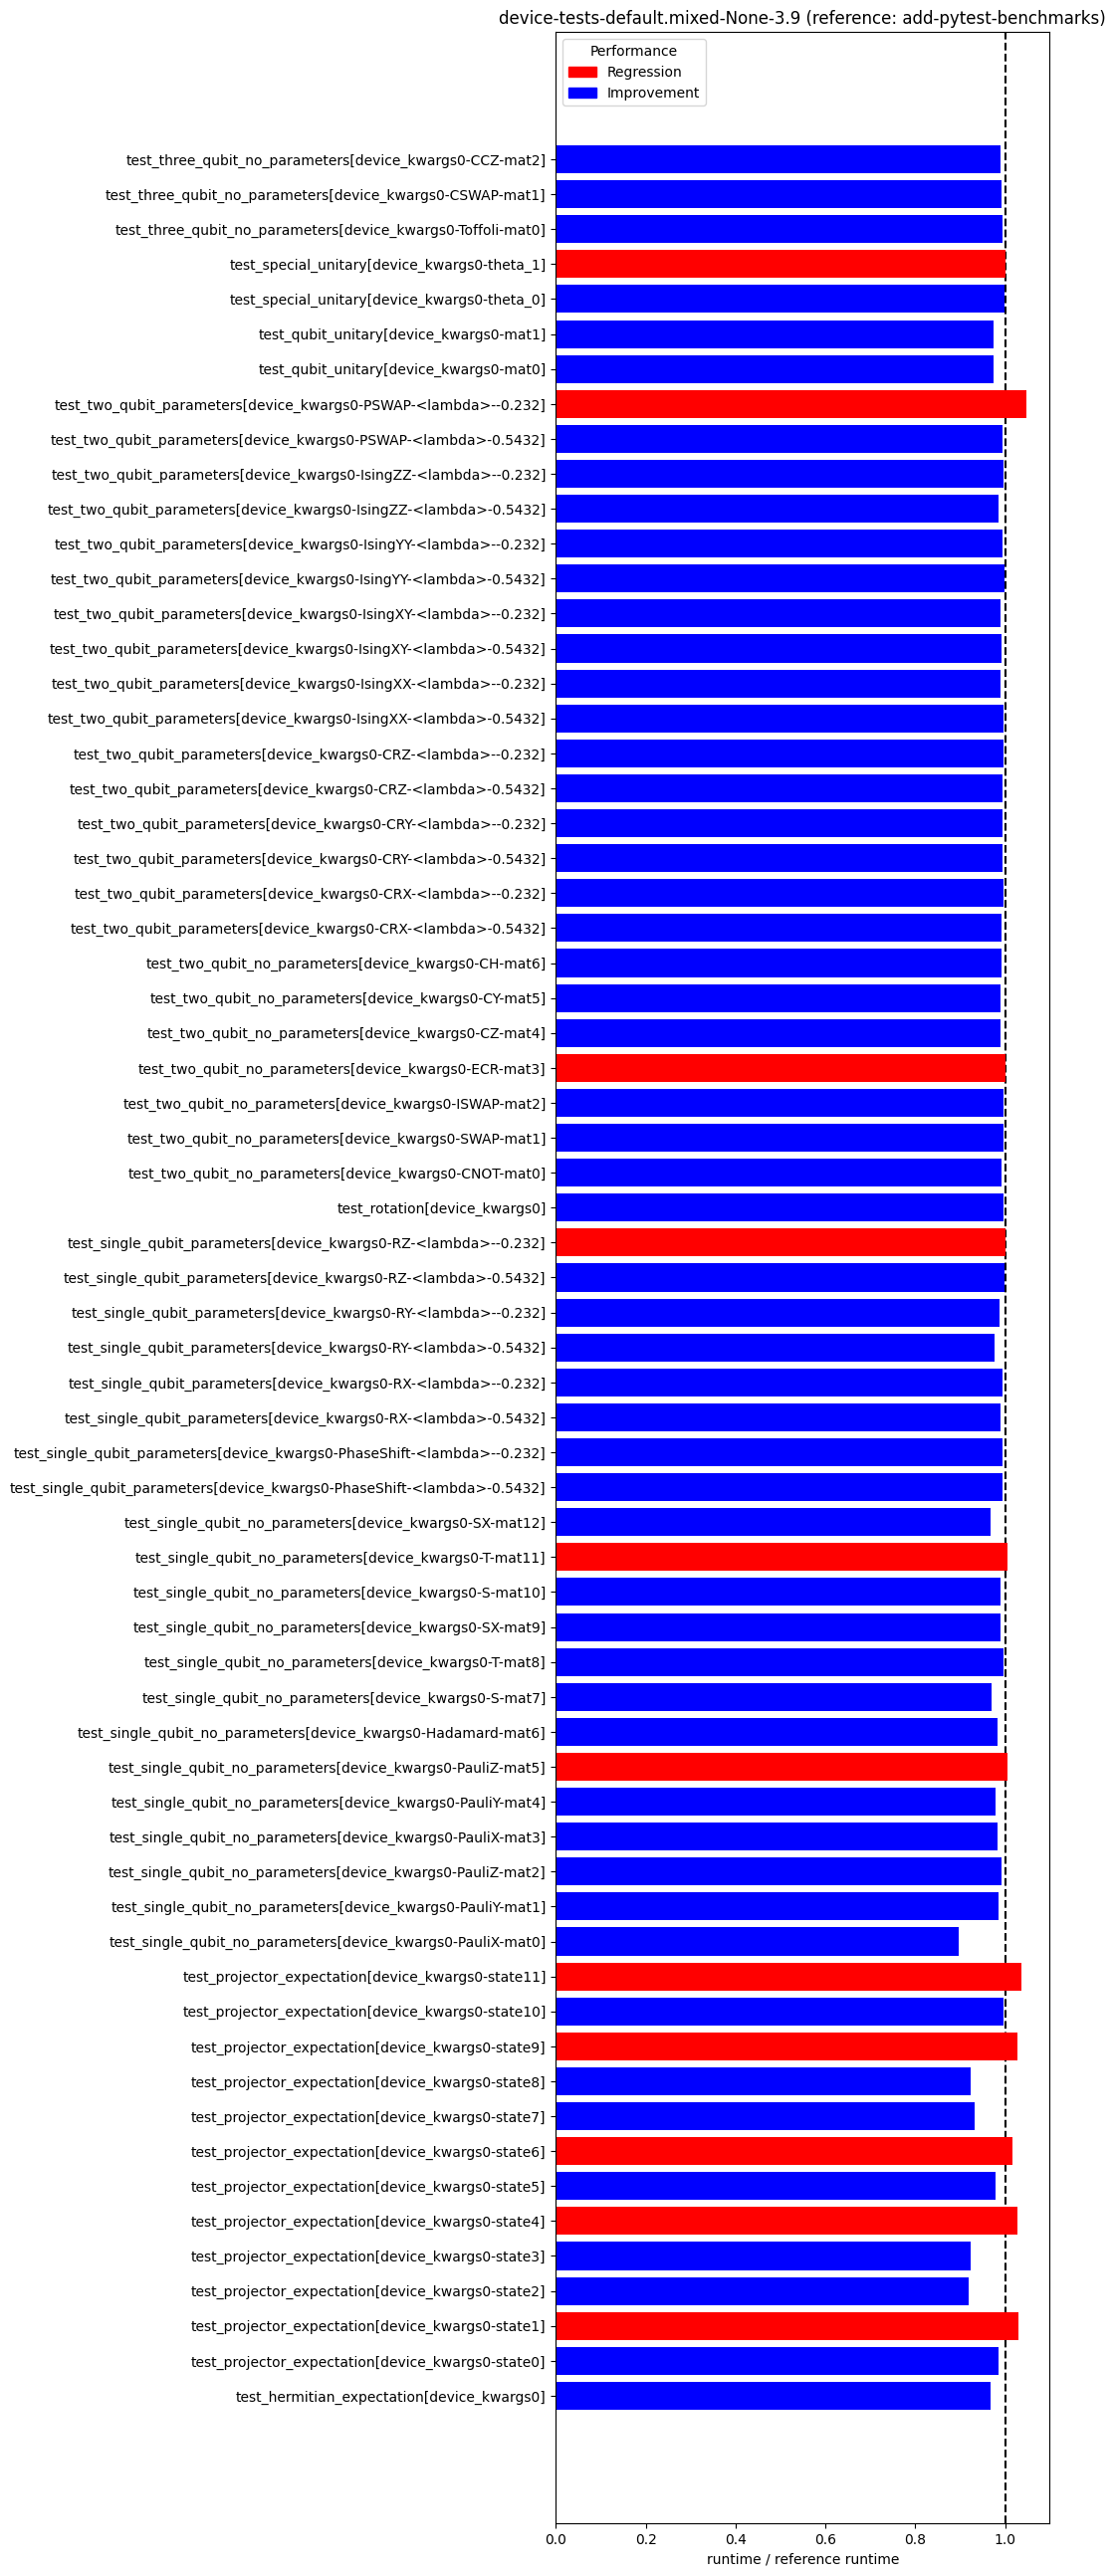 device-tests-default.mixed-None-3.9 (reference: add-pytest-benchmarks)
Performance
Regression
Improvement
test_three_qubit_no_parameters[device_kwargs0-CCZ-mat2]
test_three_qubit_no_parameters[device_kwargs0-CSWAP-mat1]
test_three_qubit_no_parameters[device_kwargs0-Toffoli-mat0]
test_special_unitary[device_kwargs0-theta_1]
test_special_unitary[device_kwargs0-theta_0]
test_qubit_unitary[device_kwargs0-mat1]
test_qubit_unitary[device_kwargs0-mat0]
test_two_qubit_parameters[device_kwargs0-PSWAP-<lambda>--0.232]
test_two_qubit_parameters[device_kwargs0-PSWAP-<lambda>-0.5432]
test_two_qubit_parameters[device_kwargs0-IsingZZ-<lambda>--0.232]
test_two_qubit_parameters[device_kwargs0-IsingZZ-<lambda>-0.5432]
test_two_qubit_parameters[device_kwargs0-IsingYY-<lambda>--0.232]
test_two_qubit_parameters[device_kwargs0-IsingYY-<lambda>-0.5432]
test_two_qubit_parameters[device_kwargs0-IsingXY-<lambda>--0.232]
test_two_qubit_parameters[device_kwargs0-IsingXY-<lambda>-0.5432]
test_two_qubit_parameters[device_kwargs0-IsingXX-<lambda>--0.232]
test_two_qubit_parameters[device_kwargs0-IsingXX-<lambda>-0.5432]
test_two_qubit_parameters[device_kwargs0-CRZ-<lambda>--0.232]
test_two_qubit_parameters[device_kwargs0-CRZ-<lambda>-0.5432]
test_two_qubit_parameters[device_kwargs0-CRY-<lambda>--0.232]
test_two_qubit_parameters[device_kwargs0-CRY-<lambda>-0.5432]
test_two_qubit_parameters[device_kwargs0-CRX-<lambda>--0.232]
test_two_qubit_parameters[device_kwargs0-CRX-<lambda>-0.5432]
test_two_qubit_no_parameters[device_kwargs0-CH-mat6]
test_two_qubit_no_parameters[device_kwargs0-CY-mat5]
test_two_qubit_no_parameters[device_kwargs0-CZ-mat4]
test_two_qubit_no_parameters[device_kwargs0-ECR-mat3]
test_two_qubit_no_parameters[device_kwargs0-ISWAP-mat2]
test_two_qubit_no_parameters[device_kwargs0-SWAP-mat1]
test_two_qubit_no_parameters[device_kwargs0-CNOT-mat0]
test_rotation[device_kwargs0]
test_single_qubit_parameters[device_kwargs0-RZ-<lambda>--0.232]
test_single_qubit_parameters[device_kwargs0-RZ-<lambda>-0.5432]
test_single_qubit_parameters[device_kwargs0-RY-<lambda>--0.232]
test_single_qubit_parameters[device_kwargs0-RY-<lambda>-0.5432]
test_single_qubit_parameters[device_kwargs0-RX-<lambda>--0.232]
test_single_qubit_parameters[device_kwargs0-RX-<lambda>-0.5432]
test_single_qubit_parameters[device_kwargs0-PhaseShift-<lambda>--0.232]
test_single_qubit_parameters[device_kwargs0-PhaseShift-<lambda>-0.5432]
test_single_qubit_no_parameters[device_kwargs0-SX-mat12]
test_single_qubit_no_parameters[device_kwargs0-T-mat11]
test_single_qubit_no_parameters[device_kwargs0-S-mat10]
test_single_qubit_no_parameters[device_kwargs0-SX-mat9]
test_single_qubit_no_parameters[device_kwargs0-T-mat8]
test_single_qubit_no_parameters[device_kwargs0-S-mat7]
test_single_qubit_no_parameters[device_kwargs0-Hadamard-mat6]
test_single_qubit_no_parameters[device_kwargs0-PauliZ-mat5]
test_single_qubit_no_parameters[device_kwargs0-PauliY-mat4]
test_single_qubit_no_parameters[device_kwargs0-PauliX-mat3]
test_single_qubit_no_parameters[device_kwargs0-PauliZ-mat2]
test_single_qubit_no_parameters[device_kwargs0-PauliY-mat1]
test_single_qubit_no_parameters[device_kwargs0-PauliX-mat0]
test_projector_expectation[device_kwargs0-state11]
test_projector_expectation[device_kwargs0-state10]
test_projector_expectation[device_kwargs0-state9]
test_projector_expectation[device_kwargs0-state8]
test_projector_expectation[device_kwargs0-state7]
test_projector_expectation[device_kwargs0-state6]
test_projector_expectation[device_kwargs0-state5]
test_projector_expectation[device_kwargs0-state4]
test_projector_expectation[device_kwargs0-state3]
test_projector_expectation[device_kwargs0-state2]
test_projector_expectation[device_kwargs0-state1]
test_projector_expectation[device_kwargs0-state0]
test_hermitian_expectation[device_kwargs0]
0.0 0.2 0.4 0.6 0.8 1.0
runtime / reference runtime